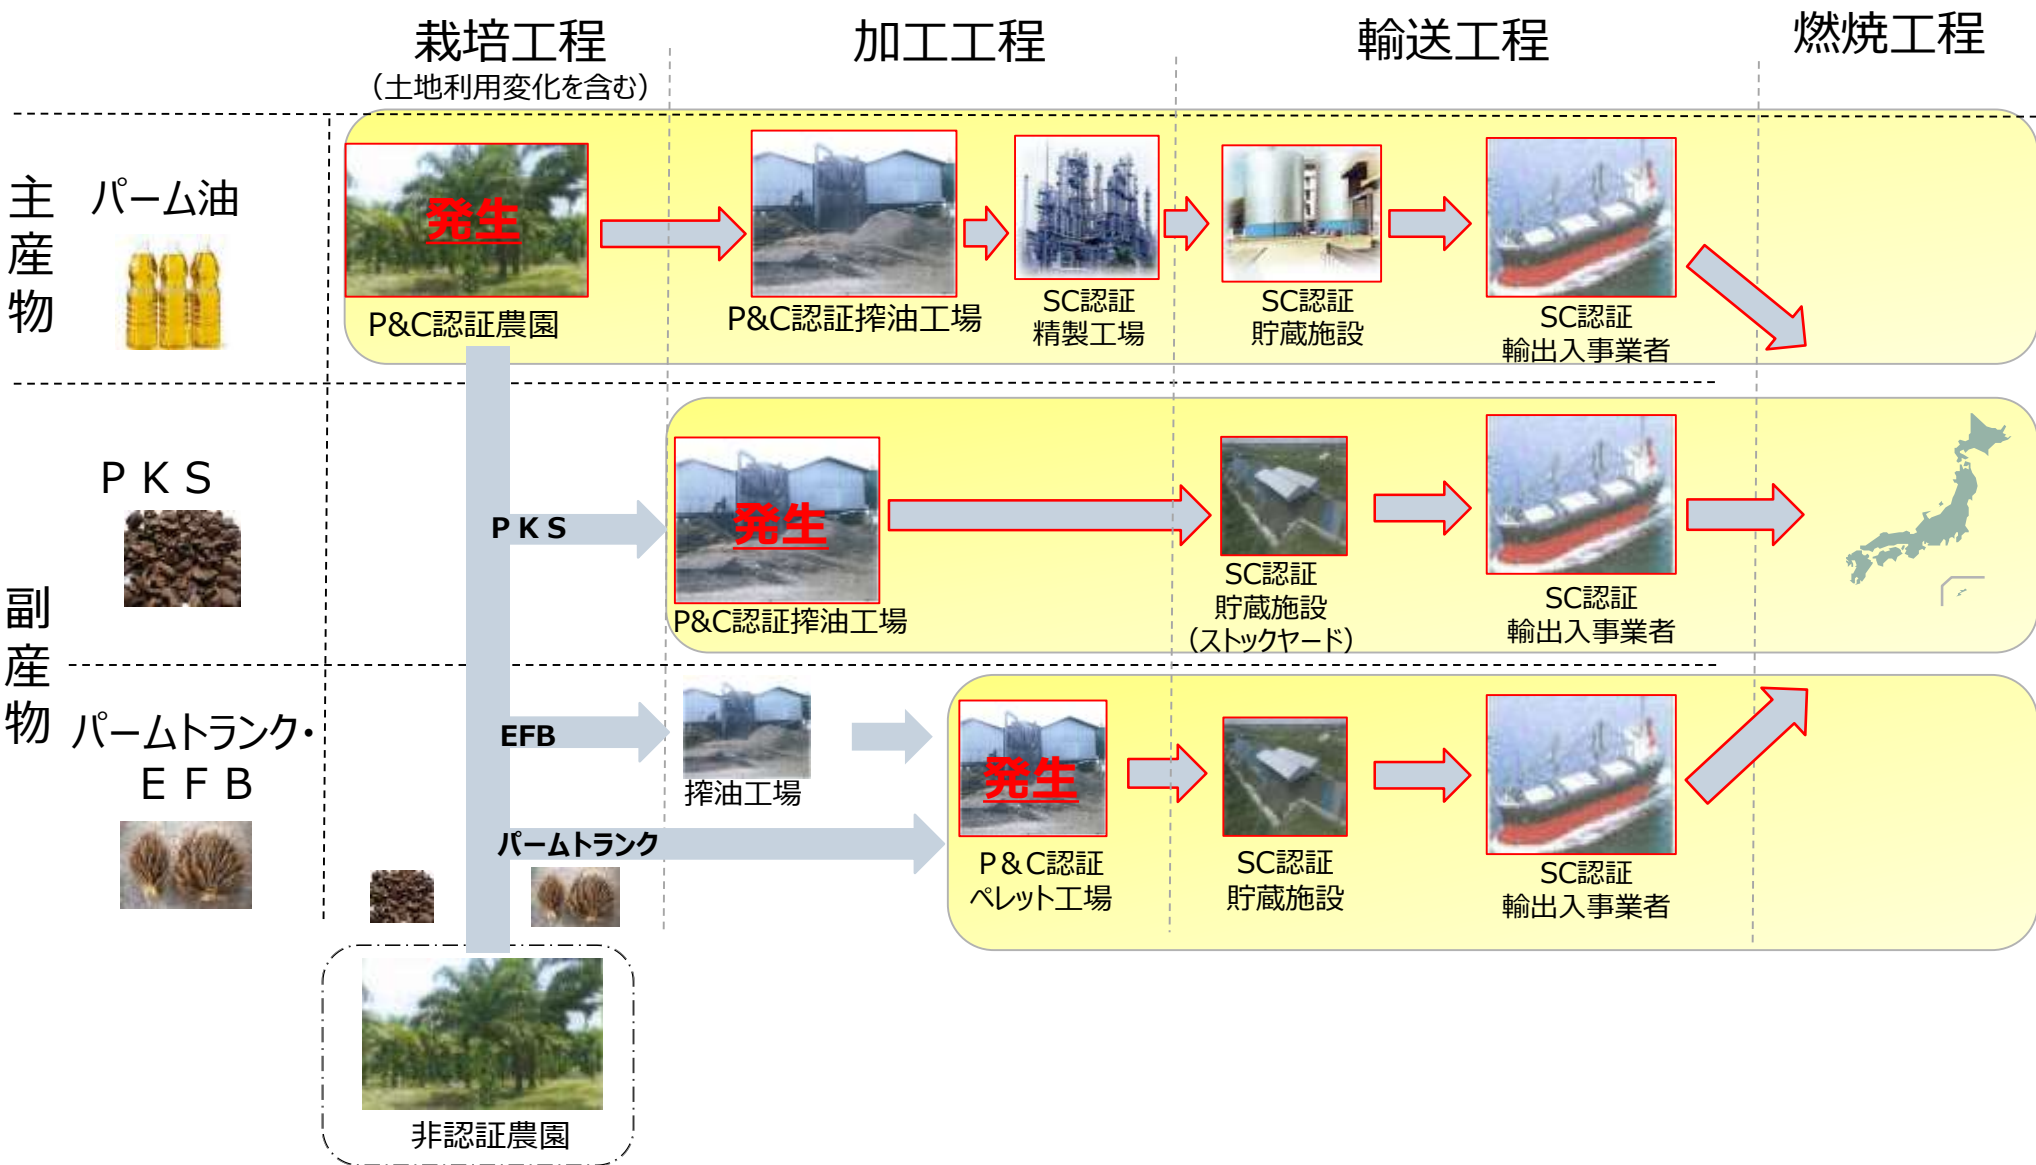 栽培工程
（土地利用変化を含む）
加工工程
輸送工程
燃焼工程
主産物
パーム油
発生
P&C認証農園
P&C認証搾油工場
SC認証
精製工場
SC認証
貯蔵施設
SC認証
輸出入事業者
副産物
ＰＫＳ
ＰＫＳ
発生
P&C認証搾油工場
SC認証
貯蔵施設
（ストックヤード）
SC認証
輸出入事業者
パームトランク・
ＥＦＢ
EFB
搾油工場
パームトランク
発生
Ｐ＆Ｃ認証
ペレット工場
SC認証
貯蔵施設
SC認証
輸出入事業者
非認証農園